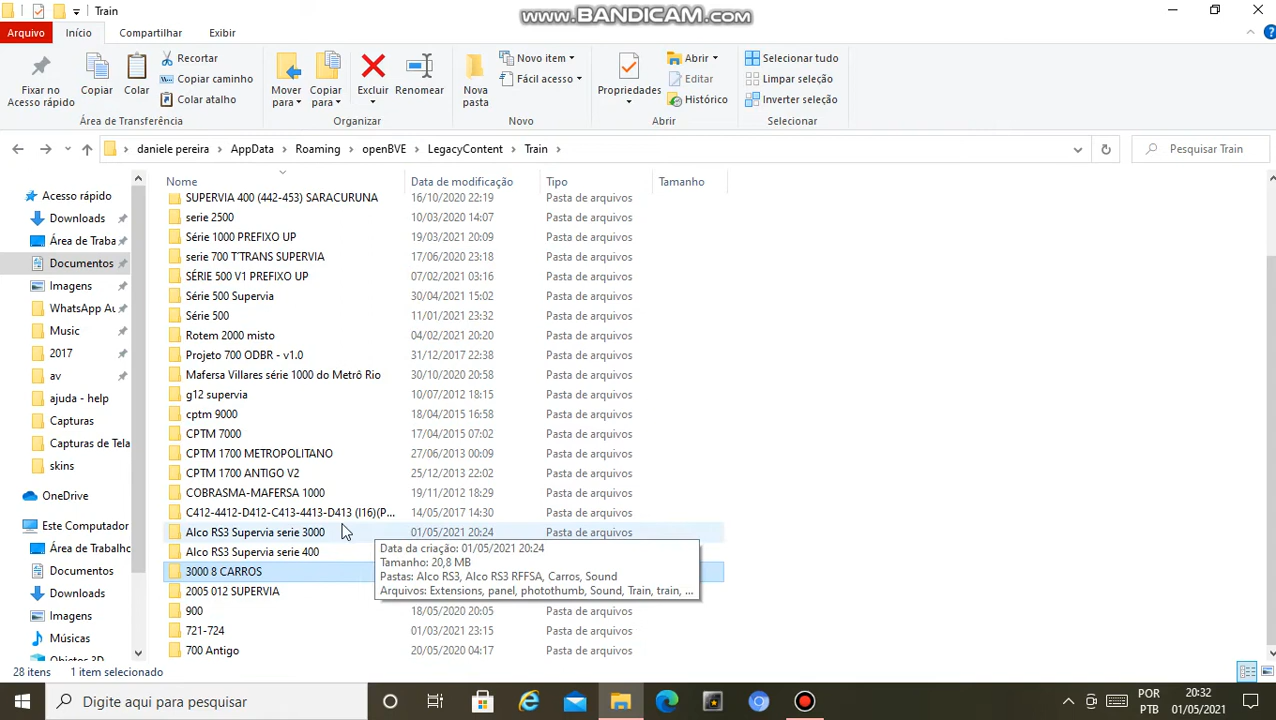 Train
www.BANDICAM.com
Arquivo Início Compartilhar Exibir
Fixar no Acesso rápido
Copiar
Colar
Recortar
Copiar caminho
Colar atalho
Área de Transferência
Mover para
Copiar para
Excluir
Renomear
Organizar
Nova pasta
Novo item
Fácil acesso
Novo
Propriedades
Abrir
Editar
Histórico
Abrir
Selecionar tudo
Limpar seleção
Inverter seleção
Selecionar
daniele pereira AppData Roaming openBVE LegacyContent Train
Pesquisar Train
Acesso rápido
Downloads
Área de Traba
Documentos
Imagens
WhatsApp Au
Music
2017
av
ajuda - help
Capturas
Capturas de Tela
skins
OneDrive
Este Computador
Área de Trabalho
Documentos
Downloads
Imagens
Músicas
Objetos 3D
Nome Data de modificação Tipo Tamanho
SUPERVIA 400 (442-453) SARACURUNA 16/10/2020 22:19 Pasta de arquivos
serie 2500 10/03/2020 14:07 Pasta de arquivos
Série 1000 PREFIXO UP 19/03/2021 20:09 Pasta de arquivos
serie 700 T'TRANS SUPERVIA 17/06/2020 23:18 Pasta de arquivos
SÉRIE 500 V1 PREFIXO UP 07/02/2021 03:16 Pasta de arquivos
Série 500 Supervia 30/04/2021 15:02 Pasta de arquivos
Série 500 11/01/2021 23:32 Pasta de arquivos
Rotem 2000 misto 04/02/2021 20:20 Pasta de arquivos
Projeto 700 ODBR - v1.0 31/12/2017 22:38 Pasta de arquivos
Mafersa Villares série 1000 do Metrô Rio 30/10/2020 20:58 Pasta de arquivos
g12 supervia 10/07/2012 18:15 Pasta de arquivos
cptm 9000 18/04/2015 16:58 Pasta de arquivos
CPTM 7000 17/04/2015 07:02 Pasta de arquivos
CPTM 1700 METROPOLITANO 27/06/2013 00:09 Pasta de arquivos
CPTM 1700 ANTIGO V2 25/12/2013 22:02 Pasta de arquivos
COBRASMA-MAFERSA 1000 19/11/2012 18:29 Pasta de arquivos
C412-4412-D412-C413-4413-D413 (I16)(P... 14/05/2017 14:30 Pasta de arquivos
Alco RS3 Supervia serie 3000 01/05/2021 20:24 Pasta de arquivos
Alco RS3 Supervia serie 400
3000 8 CARROS
2005 012 SUPERVIA
900 18/05/2020 20:05 Pasta de arquivos
721-724 01/03/2021 23:15 Pasta de arquivos
700 Antigo 20/05/2020 04:17 Pasta de arquivos
Data da criação: 01/05/2021 20:24
Tamanho: 20,8 MB
Pastas: Alco RS3, Alco RS3 RFFSA, Carros, Sound
Arquivos: Extensions, panel, photothumb, Sound, Train, train, ...
28 itens 1 item selecionado
Digite aqui para pesquisar
POR
PTB
20:32
01/05/2021